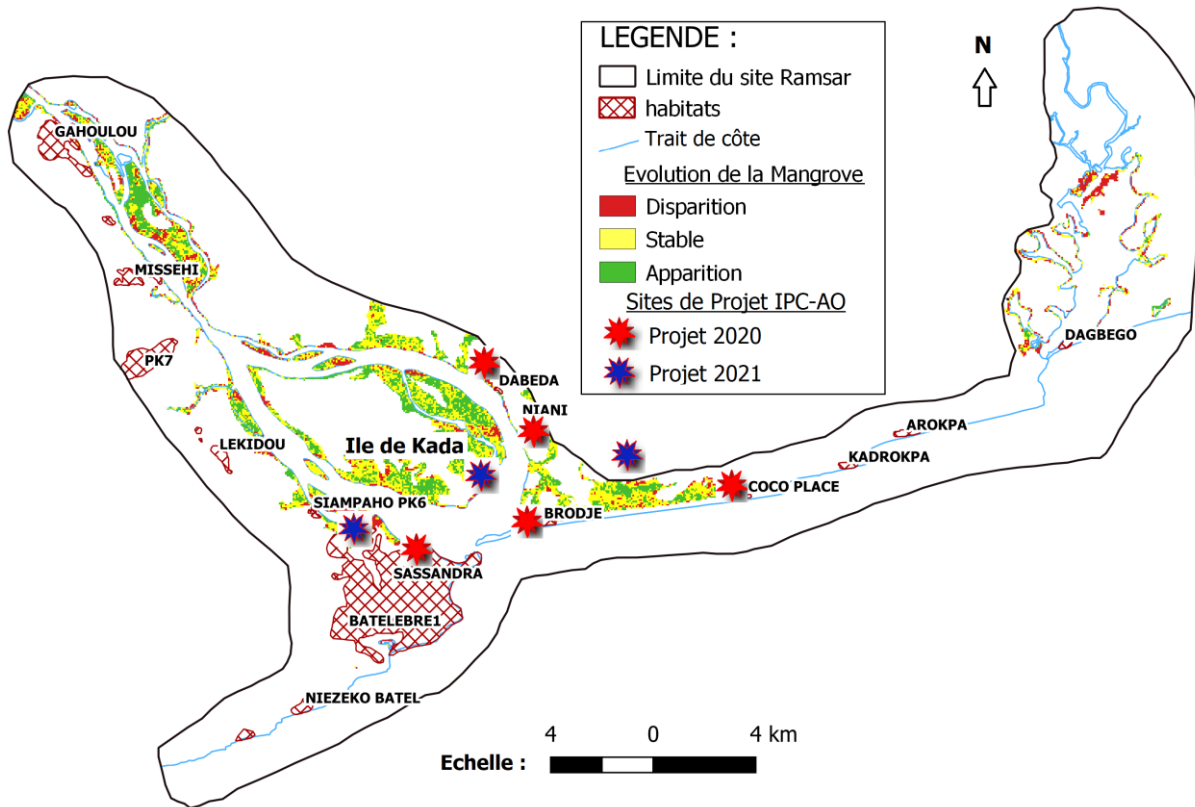 LEGENDE :
Limite du site Ramsar
habitats
Trait de côte
Evolution de la Mangrove
Disparition
Stable
Apparition
Sites de Projet IPC-AO
Projet 2020
Projet 2021
N
GAHOULOU
MISSEHI
PK7
DAGBEGO
DABEDA
NIANI
AROKPA
LEKIDOU
Ile de Kada
KADROKPA
COCO PLACE
SIAMPAHO PK6
BRODJE
SASSANDRA
BATELEBRE1
NIEZEKO BATEL
4 0 4 km
Echelle :